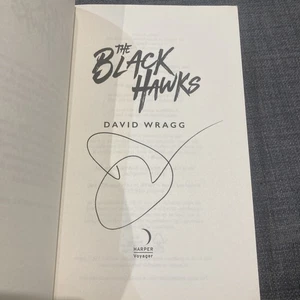 THE
BLACK
HAWKS
DAVID WRAGG
HARPER
Voyager